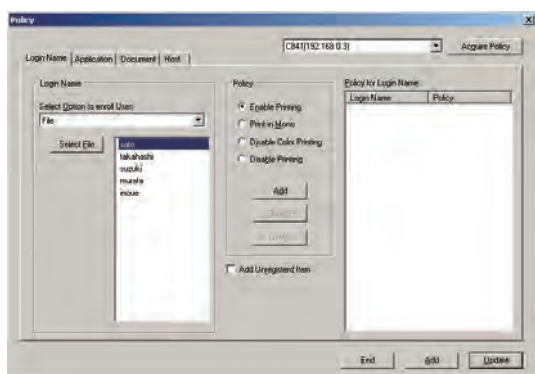 Policy
C841(192.168.0.3)
Acquire Policy
Login Name
Application
Document
Host
Login Name
Select Option to enroll User:
File
Select File
sato
takahashi
suzuki
murata
inoue
Policy
Enable Printing
Print in Mono
Disable Color Printing
Disable Printing
Add
Add Unregisterd Item
Policy for Login Name
Login Name
Policy
End
Add
Update